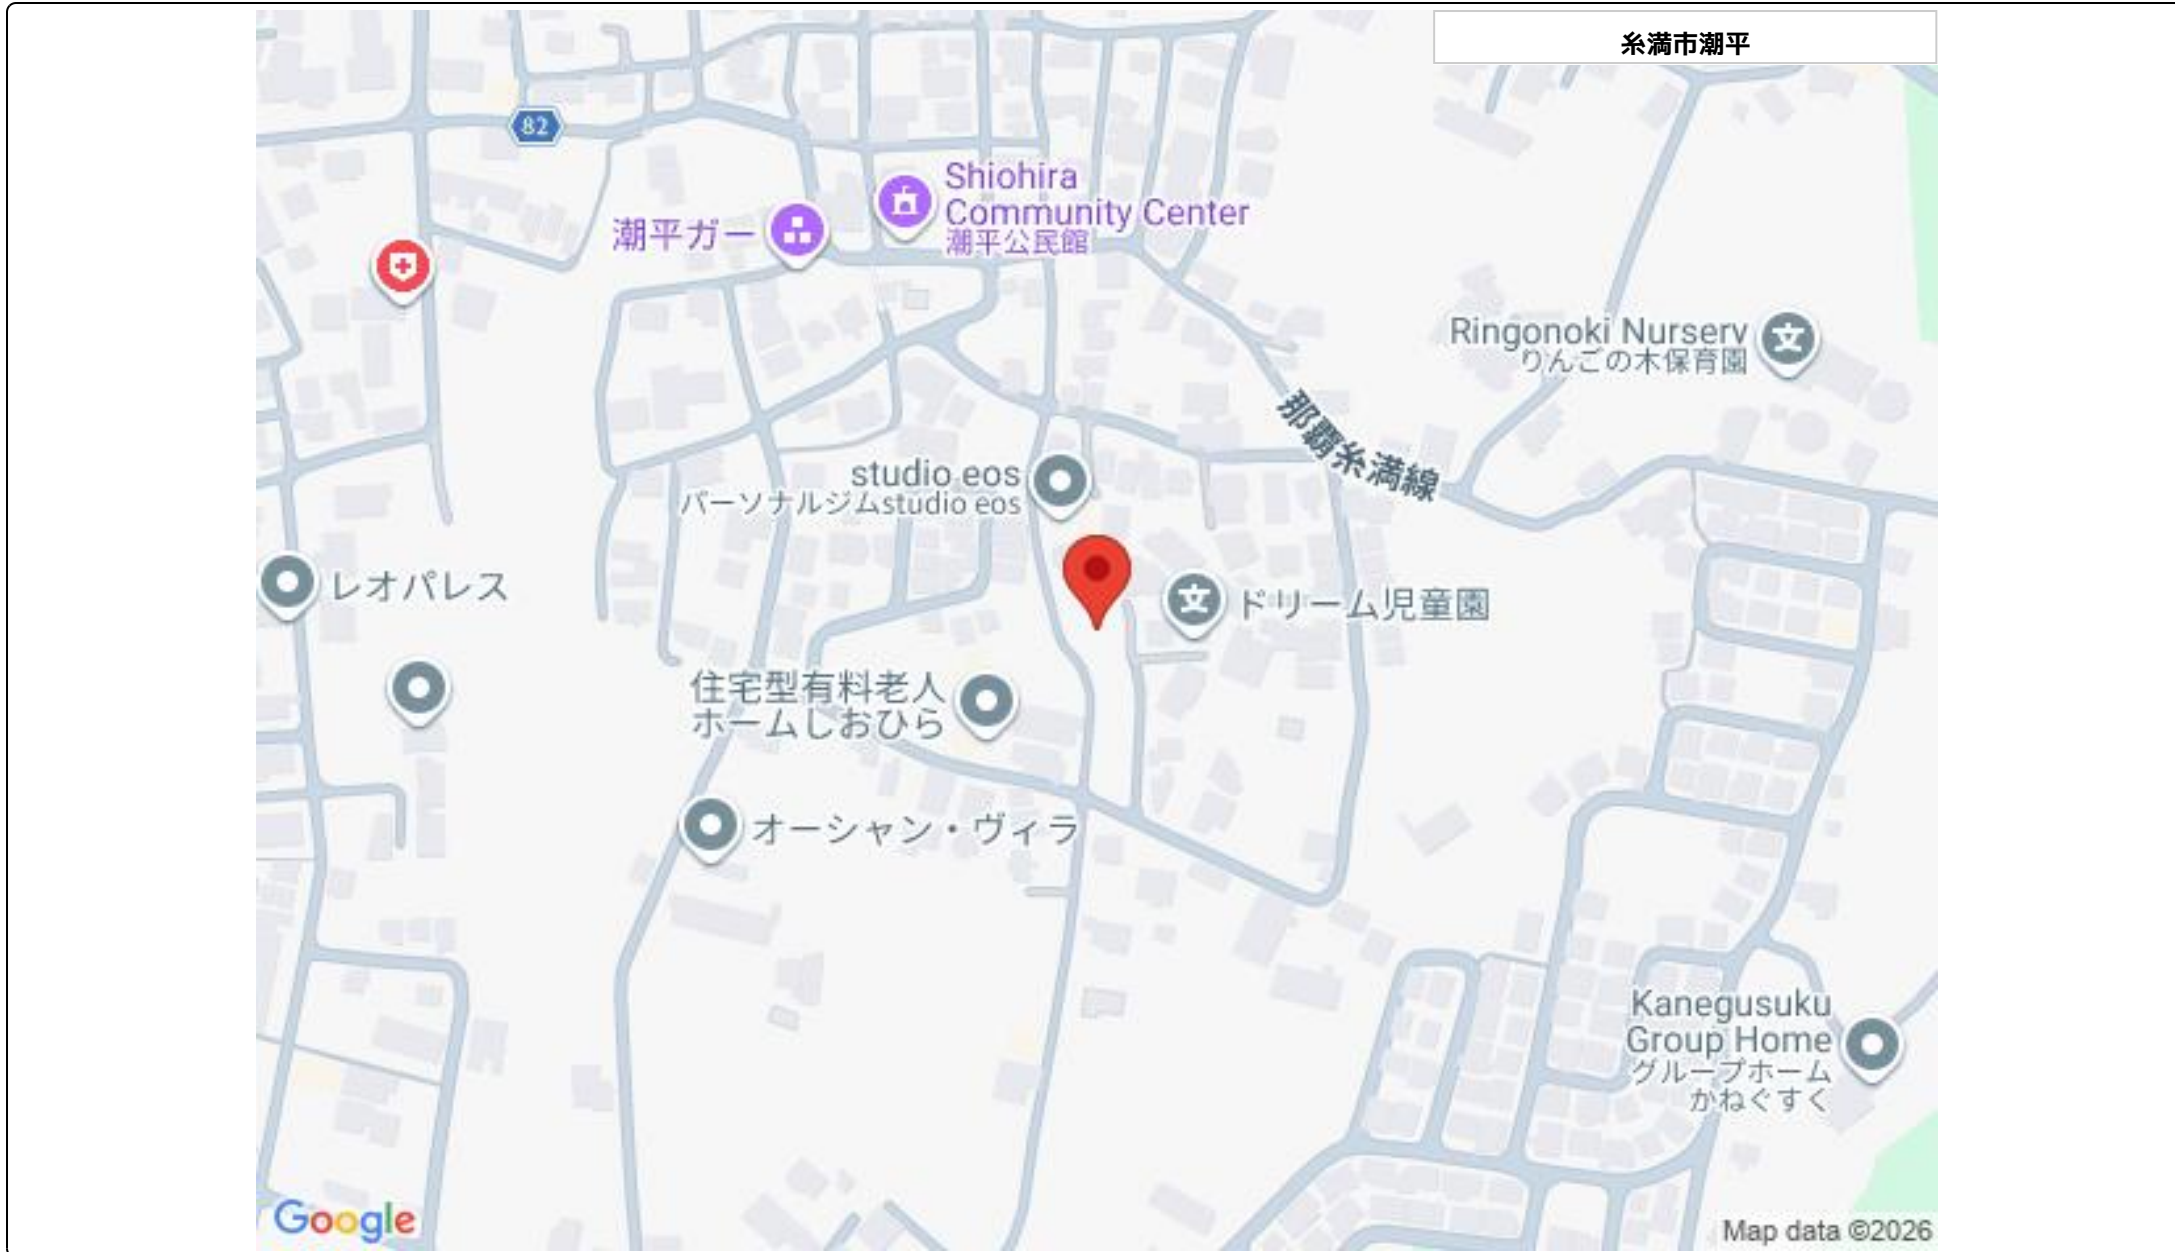 糸満市潮平
82
Shiohira
Community Center
潮平公民館
潮平ガー
Ringonoki Nurserv
りんごの木保育園
那覇糸満線
studio eos
パーソナルジムstudio eos
レオパレス
ドリーム児童園
住宅型有料老人
ホームしおひら
オーシャン・ヴィラ
Kanegusuku
Group Home
グループホーム
かねぐすく
Google
Map data ©2026